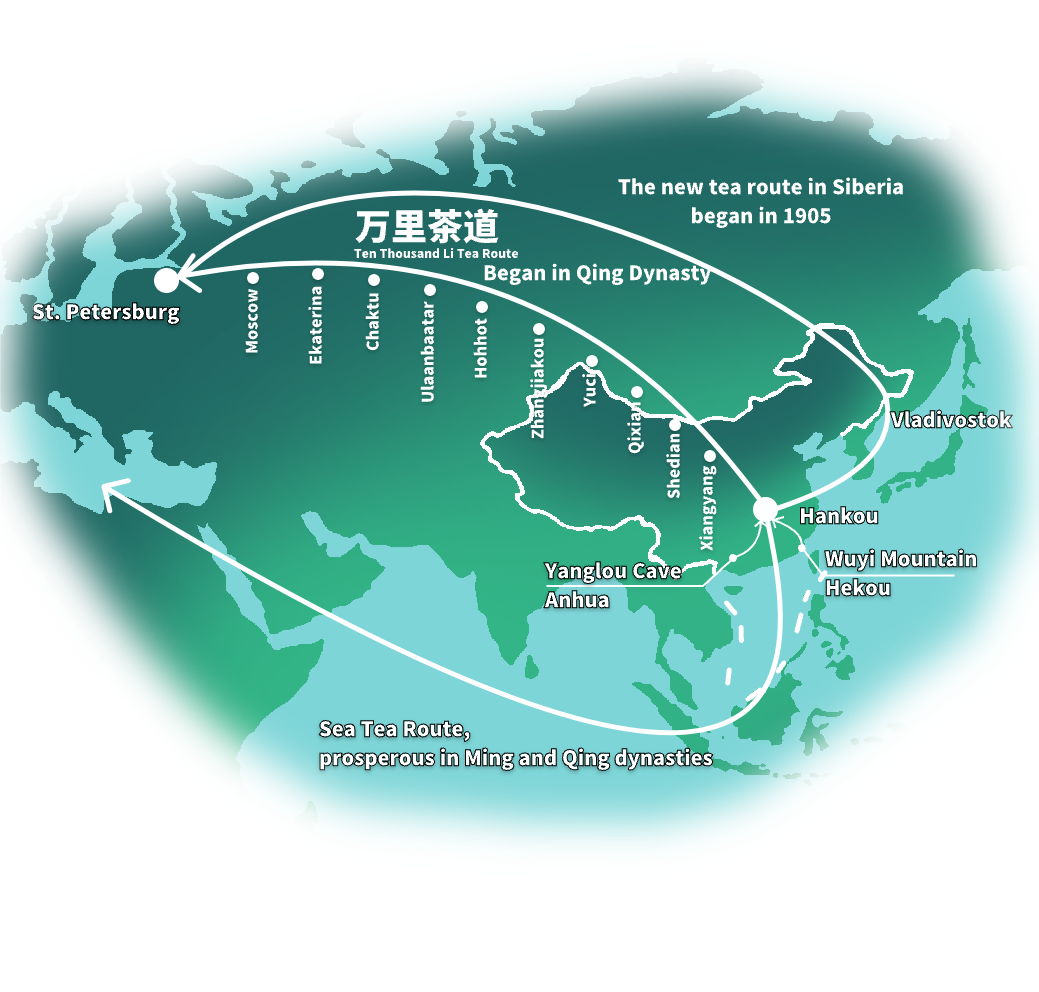 The new tea route in Siberia
began in 1905
万里茶道
Ten Thousand Li Tea Route
Began in Qing Dynasty
St. Petersburg
Moscow
Ekaterina
Chaktu
Ulaanbaatar
Hohhot
Zhangjiakou
Yuci
Qixian
Shedian
Xiangyang
Vladivostok
Hankou
Wuyi Mountain
Hekou
Yanglou Cave
Anhua
Sea Tea Route,
prosperous in Ming and Qing dynasties